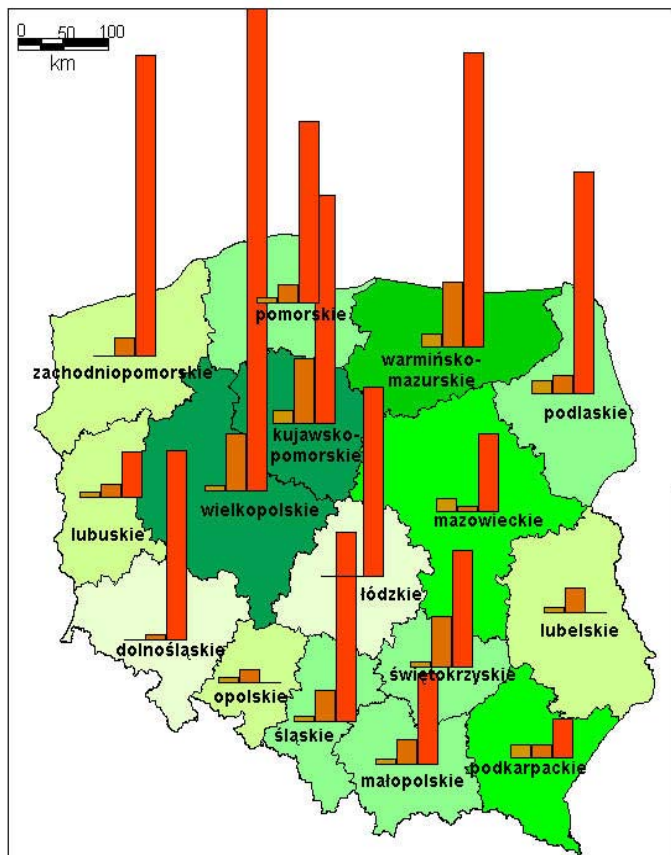 0 50 100
km
pomorskie
zachodniopomorskie
warmińsko-
mazurskie
podlaskie
kujawsko-
pomorskie
wielkopolskie
mazowieckie
lubuskie
łódzkie
lubelskie
dolnośląskie
świętokrzyskie
opolskie
śląskie
małopolskie
podkarpackie